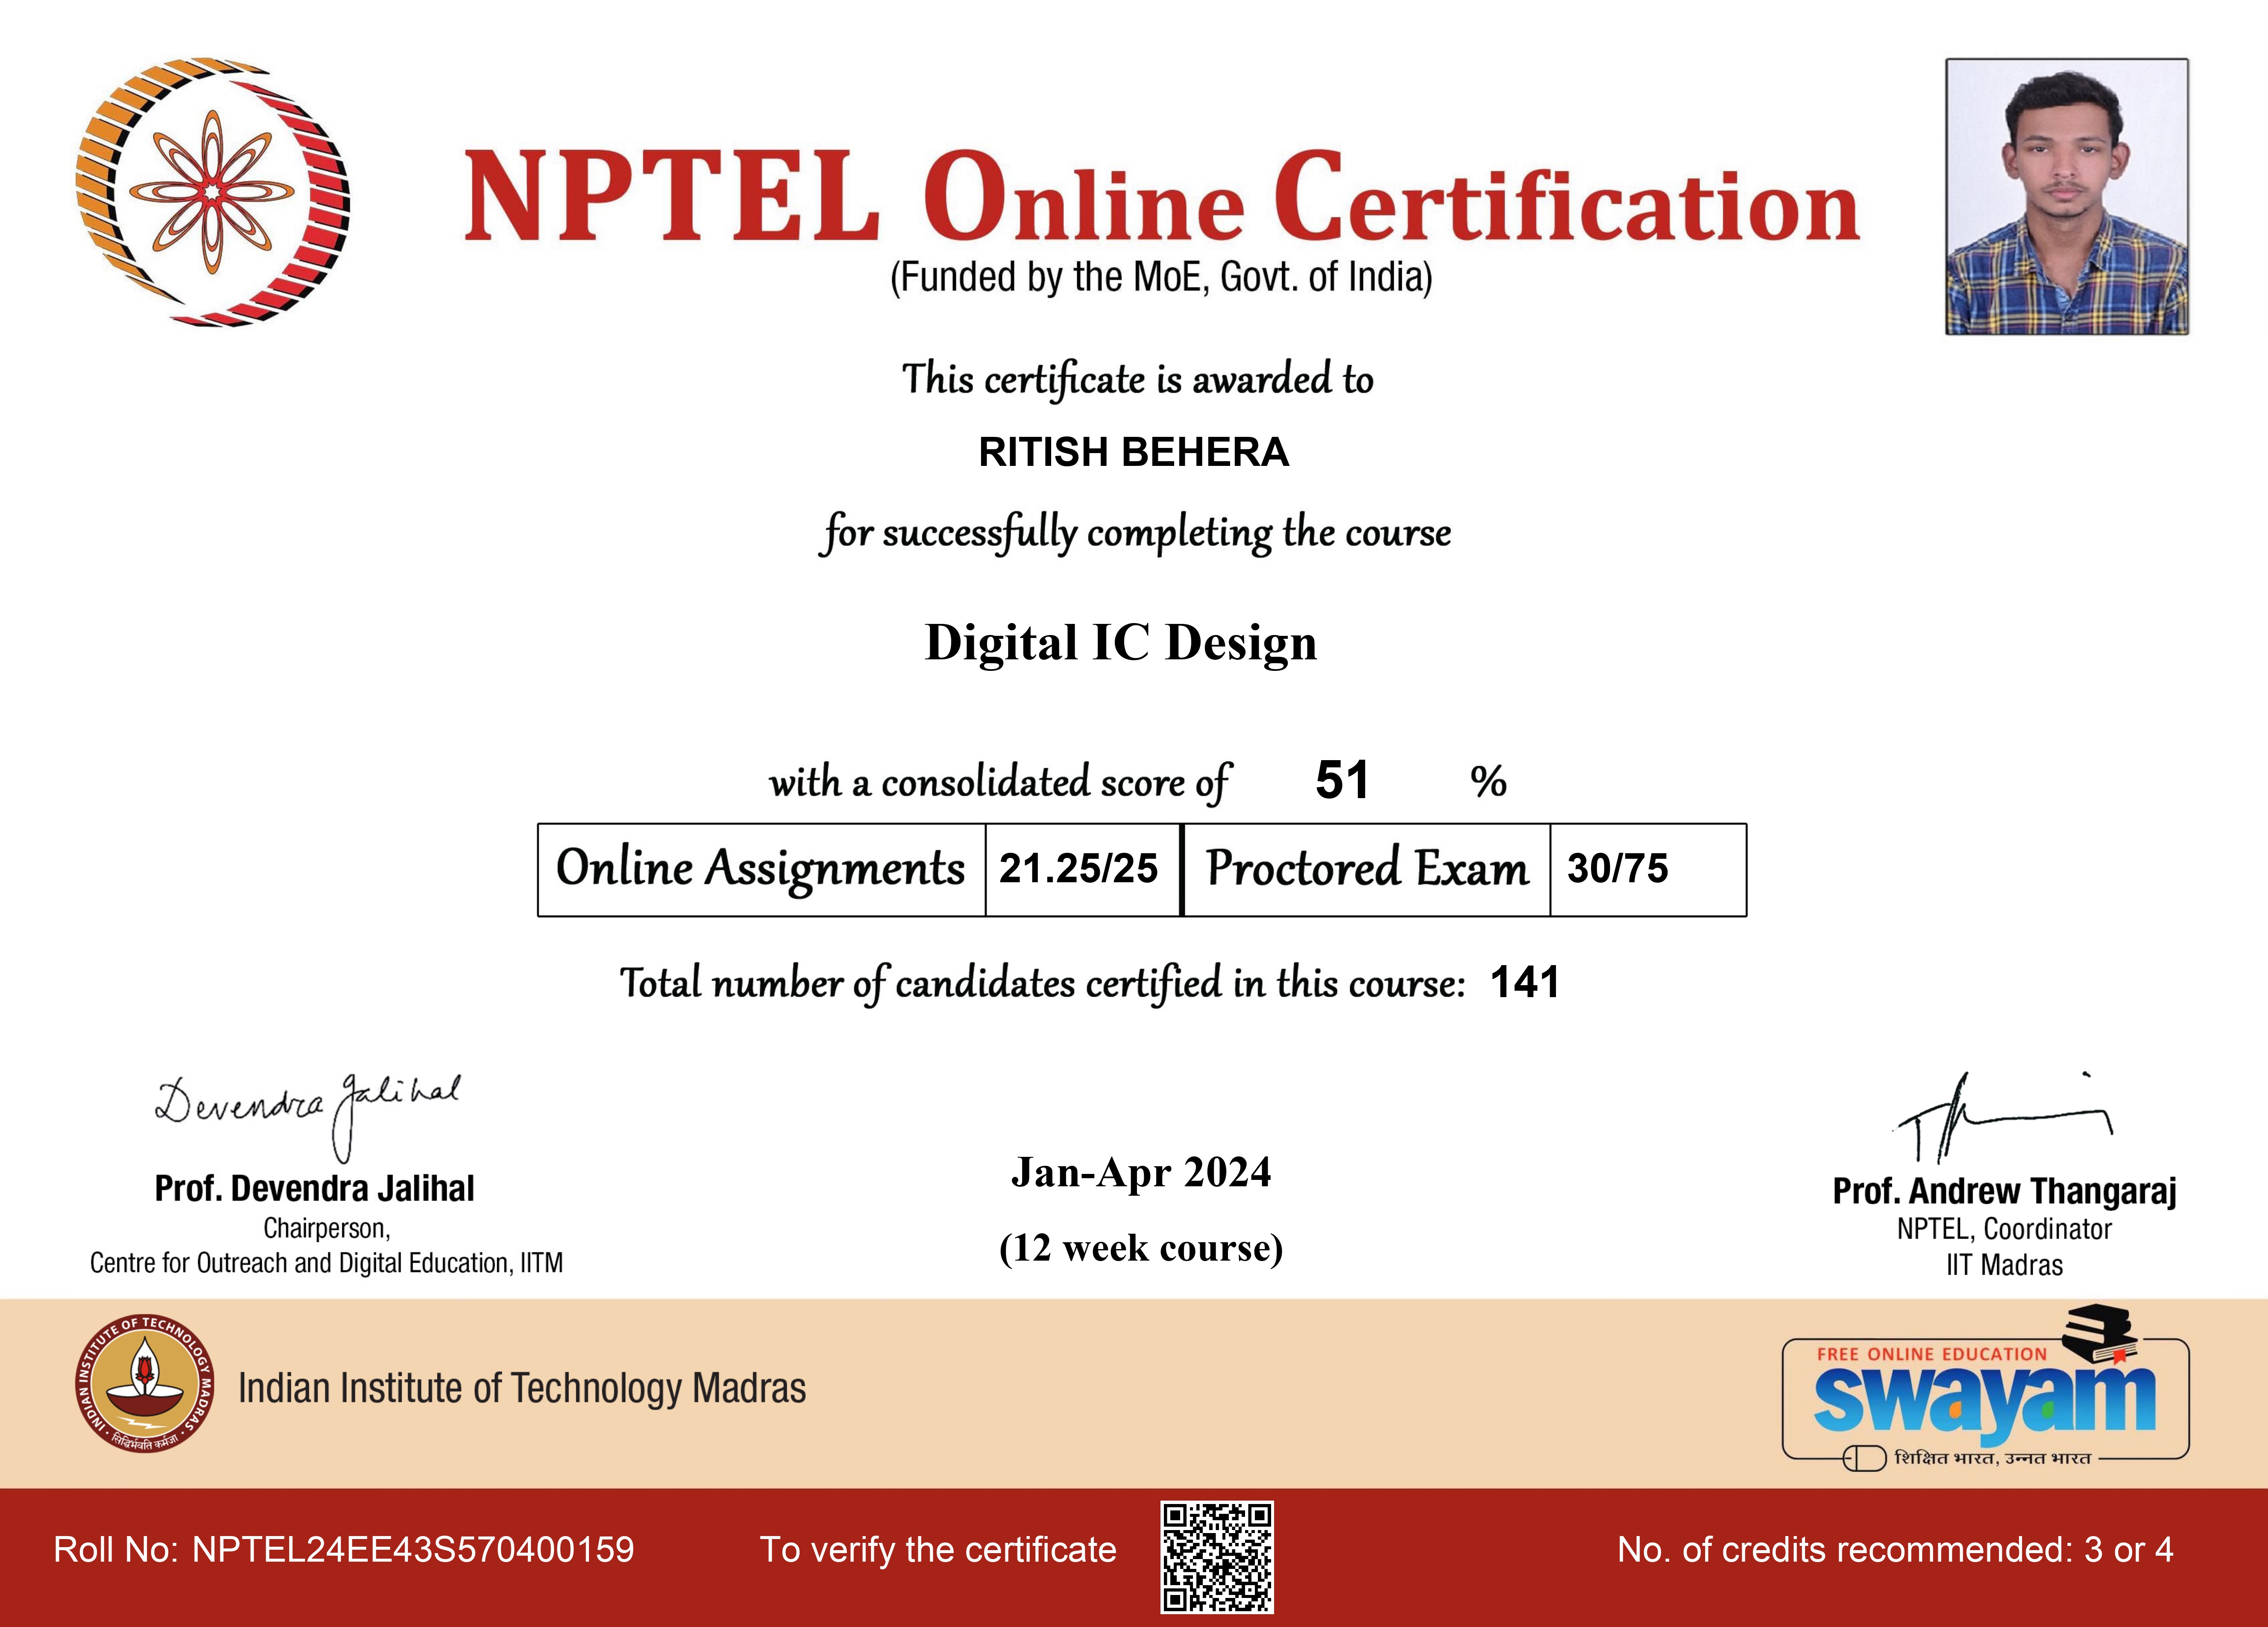 NPTEL Online Certification
(Funded by the MoE, Govt. of India)
This certificate is awarded to
RITISH BEHERA
for successfully completing the course
Digital IC Design
with a consolidated score of 51 %
Online Assignments 21.25/25 Proctored Exam 30/75
Total number of candidates certified in this course: 141
Devendra Jalihal
Prof. Devendra Jalihal
Chairperson,
Centre for Outreach and Digital Education, IITM
Jan-Apr 2024
(12 week course)
Prof. Andrew Thangaraj
NPTEL, Coordinator
IIT Madras
INDIAN INSTITUTE OF TECHNOLOGY MADRAS
सिद्धिर्भवति कर्मजा
Indian Institute of Technology Madras
FREE ONLINE EDUCATION
swayam
शिक्षित भारत, उन्नत भारत
Roll No: NPTEL24EE43S570400159
To verify the certificate
No. of credits recommended: 3 or 4